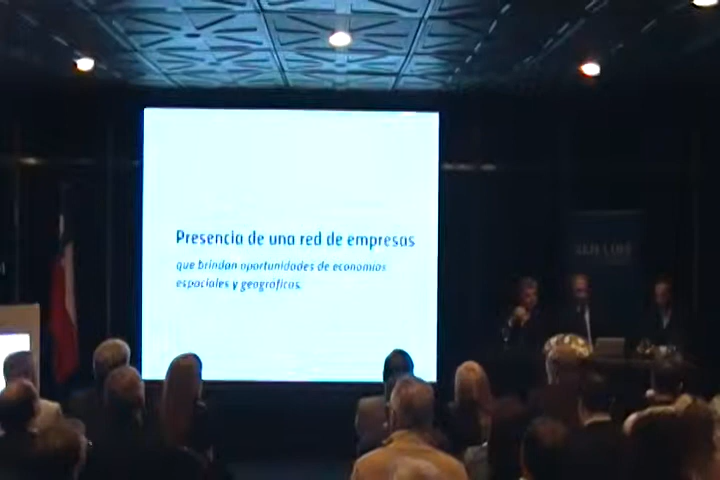 Presencia de una red de empresas
que brindan oportunidades de economías
espaciales y geográficas.